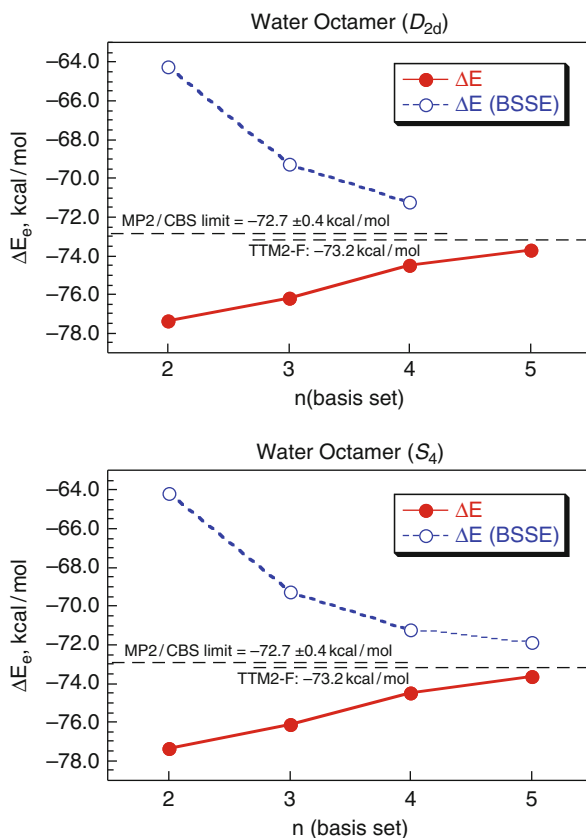 Water Octamer (D2d)
ΔE
ΔE (BSSE)
ΔEe, kcal/mol
−64.0
−66.0
−68.0
−70.0
−72.0
−74.0
−76.0
−78.0
MP2/CBS limit = −72.7 ±0.4 kcal/mol
TTM2-F: −73.2 kcal/mol
2 3 4 5
n(basis set)
Water Octamer (S4)
ΔE
ΔE (BSSE)
ΔEe, kcal/mol
−64.0
−66.0
−68.0
−70.0
−72.0
−74.0
−76.0
−78.0
MP2/CBS limit = −72.7 ±0.4 kcal/mol
TTM2-F: −73.2 kcal/mol
2 3 4 5
n (basis set)